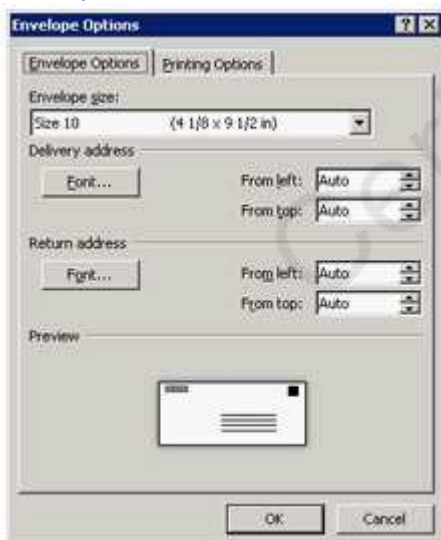 Envelope Options
Envelope Options Printing Options
Envelope size:
Size 10 (4 1/8 x 9 1/2 in)
Delivery address
Font... From left: Auto
From top: Auto
Return address
Font... From left: Auto
From top: Auto
Preview
OK Cancel